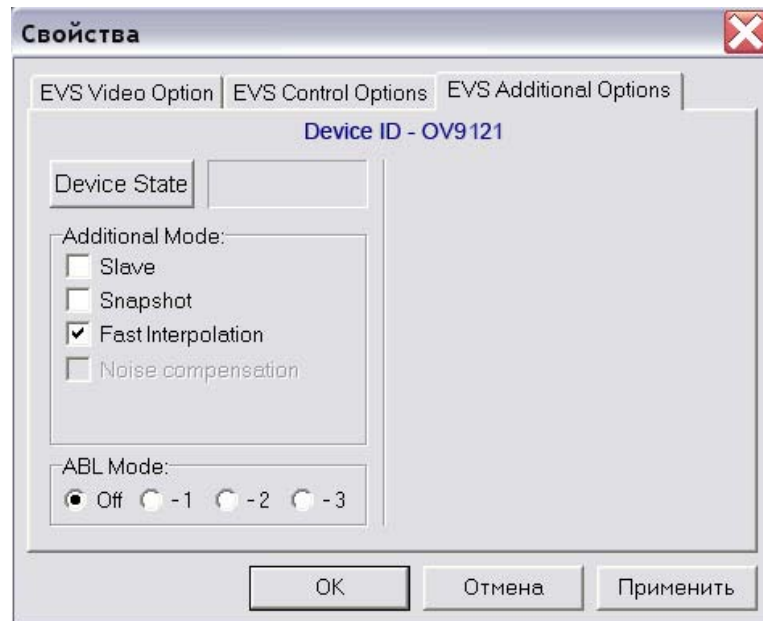 Свойства
EVS Video Option EVS Control Options EVS Additional Options
Device ID - OV9121
Device State
Additional Mode:
Slave
Snapshot
Fast Interpolation
Noise compensation
ABL Mode:
Off - 1 - 2 - 3
OK Отмена Применить